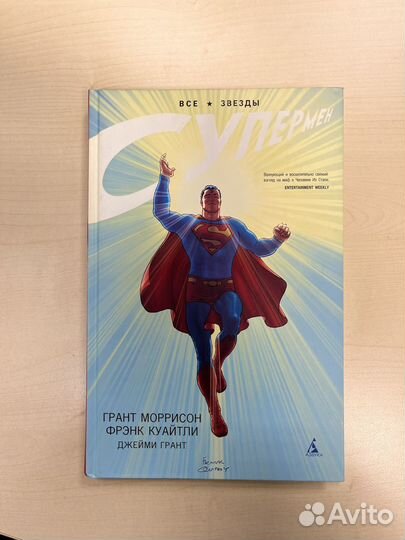 ВСЕ ★ ЗВЕЗДЫ
СУПЕРМЕН
Волнующий и восхитительно свежий
взгляд на миф о Человеке Из Стали.
ENTERTAINMENT WEEKLY
S
ГРАНТ МОРРИСОН
ФРЭНК КУАЙТЛИ
ДЖЕЙМИ ГРАНТ
АЗБУКА
Avito